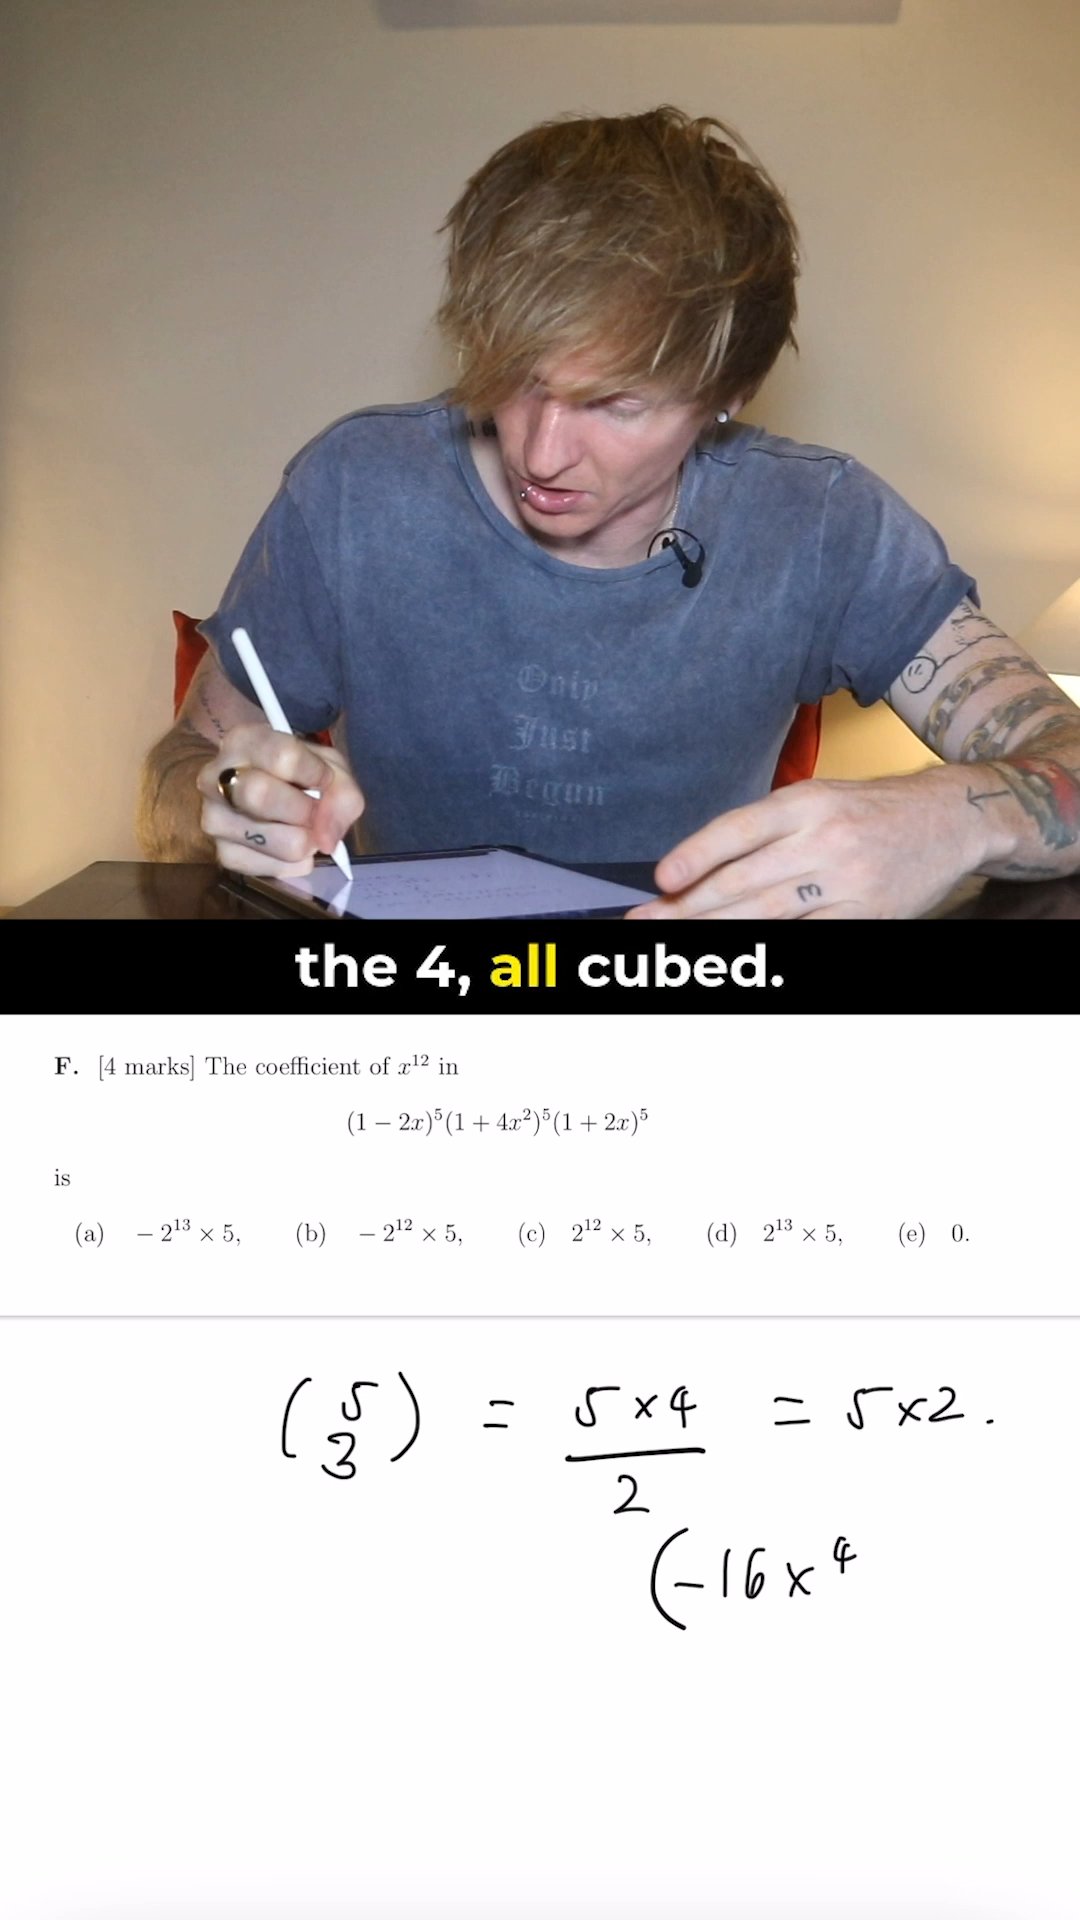 Only
Just
Begun
the 4, all cubed.
F. [4 marks] The coefficient of x¹² in
(1 − 2x)⁵(1 + 4x²)⁵(1 + 2x)⁵
is
(a) − 2¹³ × 5, (b) − 2¹² × 5, (c) 2¹² × 5, (d) 2¹³ × 5, (e) 0.
(5 3) = 5×4 / 2 = 5×2.
(-16x⁴